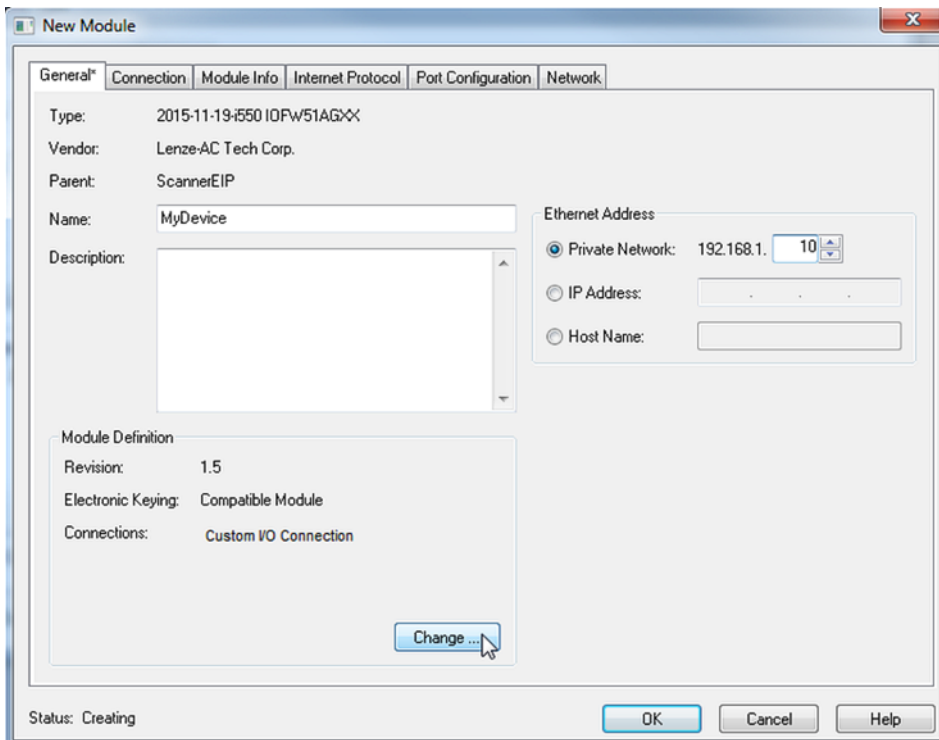 New Module
General* Connection Module Info Internet Protocol Port Configuration Network
Type: 2015-11-19-i550 IOFW51AGXX
Vendor: Lenze-AC Tech Corp.
Parent: ScannerEIP
Name: MyDevice
Description:
Ethernet Address
Private Network: 192.168.1. 10
IP Address: . . .
Host Name:
Module Definition
Revision: 1.5
Electronic Keying: Compatible Module
Connections: Custom I/O Connection
Change ...
Status: Creating
OK Cancel Help